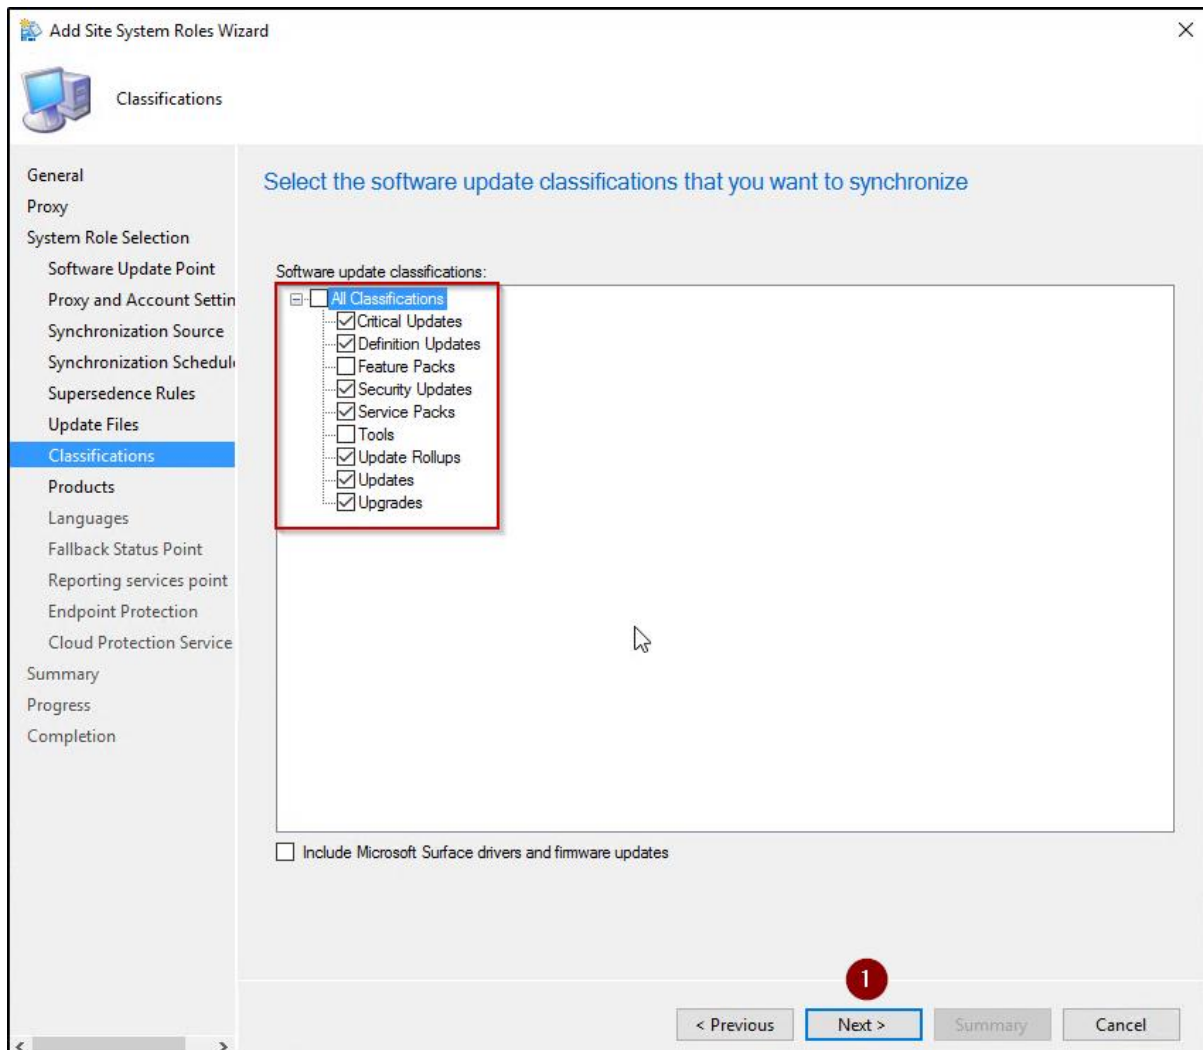 Add Site System Roles Wizard
Classifications
General
Proxy
System Role Selection
Software Update Point
Proxy and Account Settin
Synchronization Source
Synchronization Schedul
Supersedence Rules
Update Files
Classifications
Products
Languages
Fallback Status Point
Reporting services point
Endpoint Protection
Cloud Protection Service
Summary
Progress
Completion
Select the software update classifications that you want to synchronize
Software update classifications:
All Classifications
Critical Updates
Definition Updates
Feature Packs
Security Updates
Service Packs
Tools
Update Rollups
Updates
Upgrades
Include Microsoft Surface drivers and firmware updates
1
< Previous
Next >
Summary
Cancel